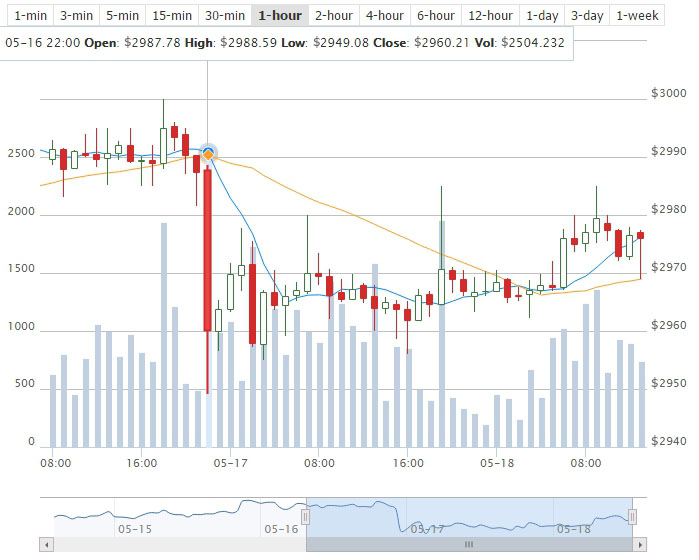 1-min 3-min 5-min 15-min 30-min 1-hour 2-hour 4-hour 6-hour 12-hour 1-day 3-day 1-week
05-16 22:00 Open: $2987.78 High: $2988.59 Low: $2949.08 Close: $2960.21 Vol: $2504.232
$3000
2500 $2990
2000 $2980
1500 $2970
1000 $2960
500 $2950
0 $2940
08:00 16:00 05-17 08:00 16:00 05-18 08:00
05-15 05-16 05-17 05-18